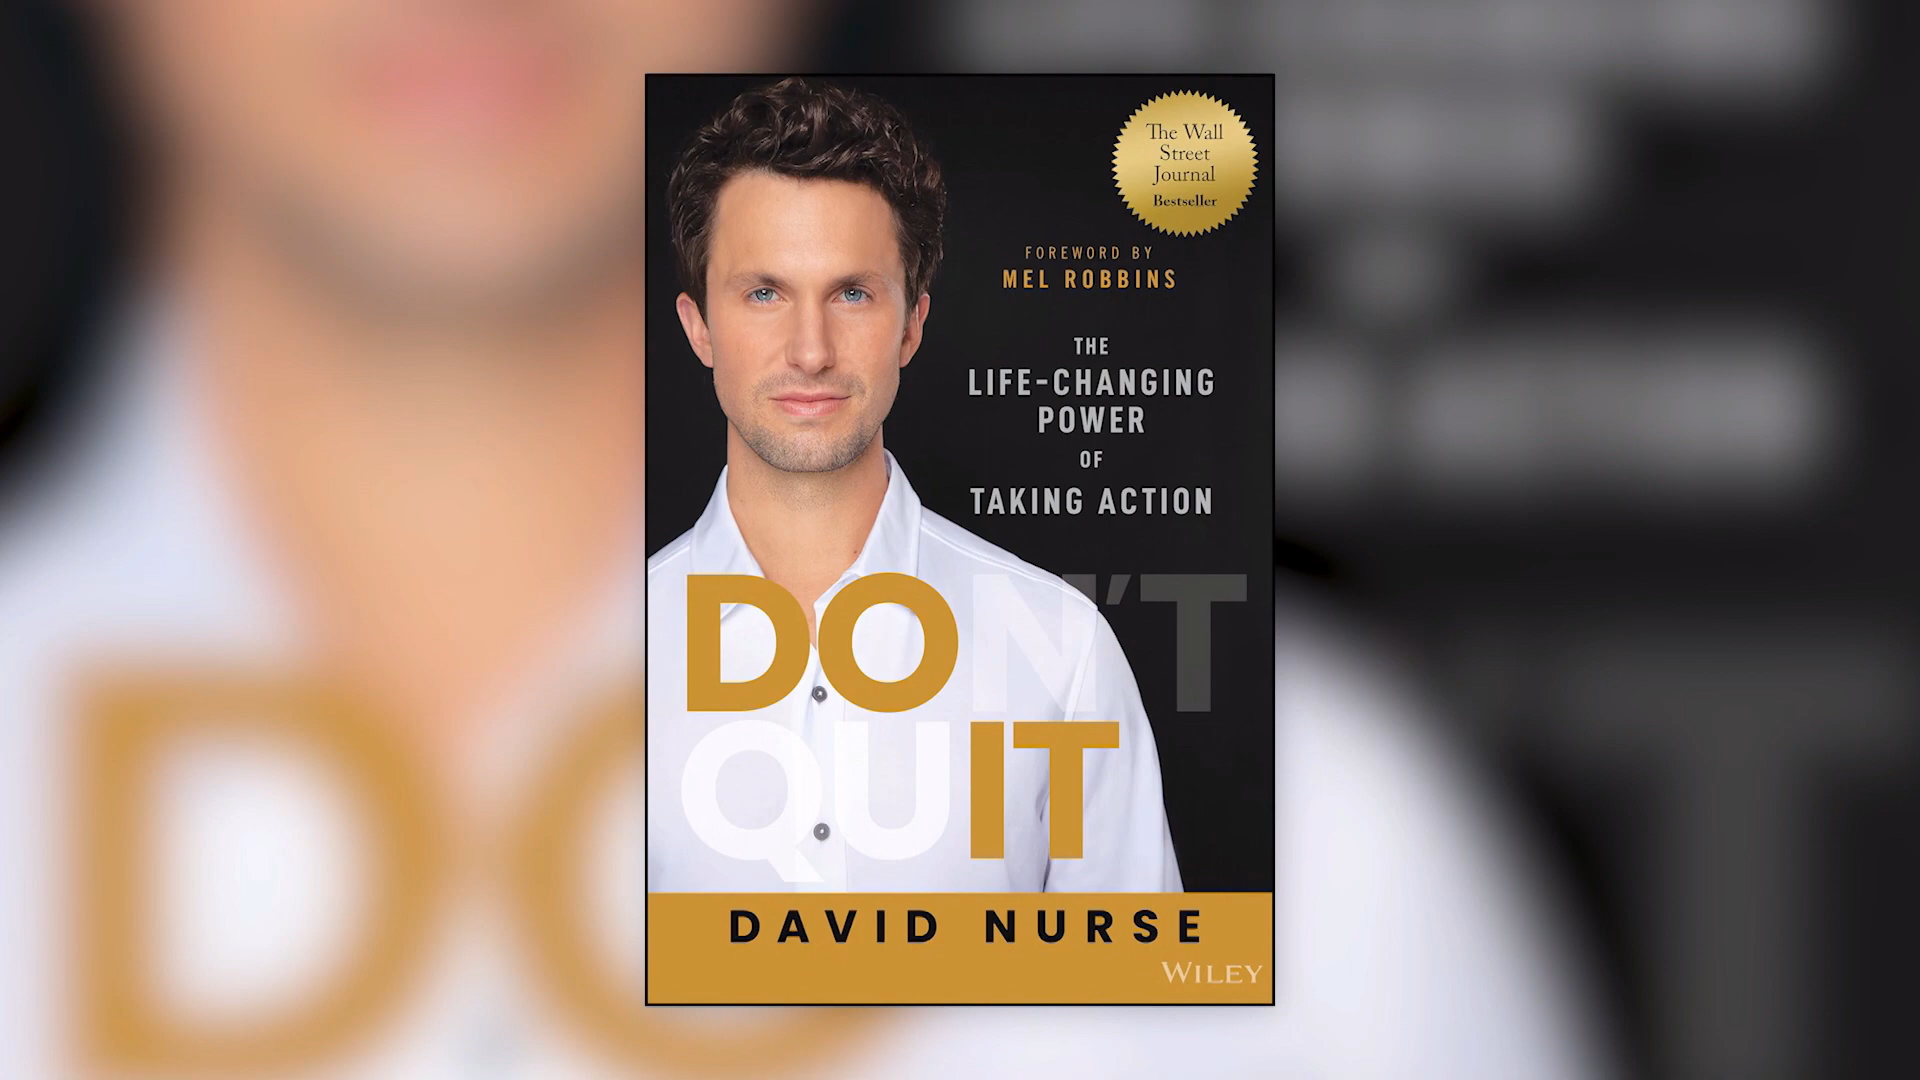 The Wall
Street
Journal
Bestseller
FOREWORD BY
MEL ROBBINS
THE
LIFE-CHANGING
POWER
OF
TAKING ACTION
DON'T
QUIT
DAVID NURSE
WILEY